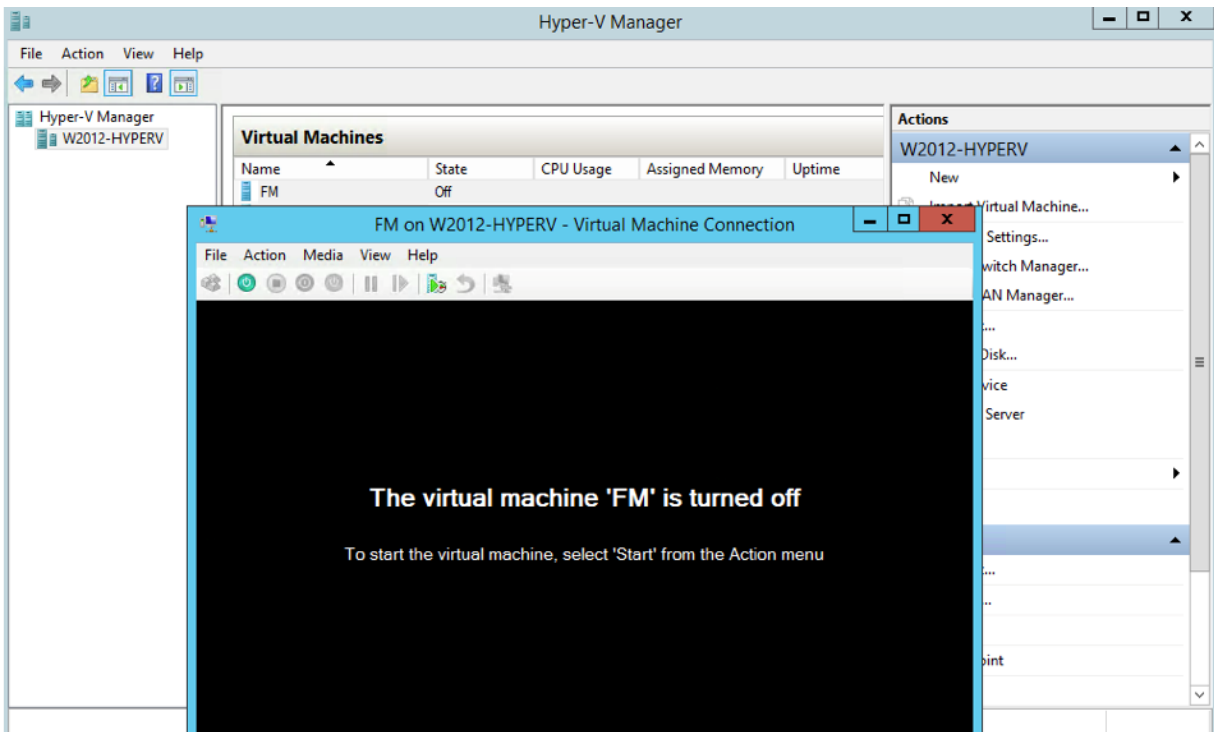 Hyper-V Manager
File Action View Help
Hyper-V Manager
W2012-HYPERV
Virtual Machines
Name State CPU Usage Assigned Memory Uptime
FM Off
Actions
W2012-HYPERV
New
Virtual Machine...
Settings...
witch Manager...
AN Manager...
Disk...
vice
Server
oint
FM on W2012-HYPERV - Virtual Machine Connection
File Action Media View Help
The virtual machine 'FM' is turned off
To start the virtual machine, select 'Start' from the Action menu